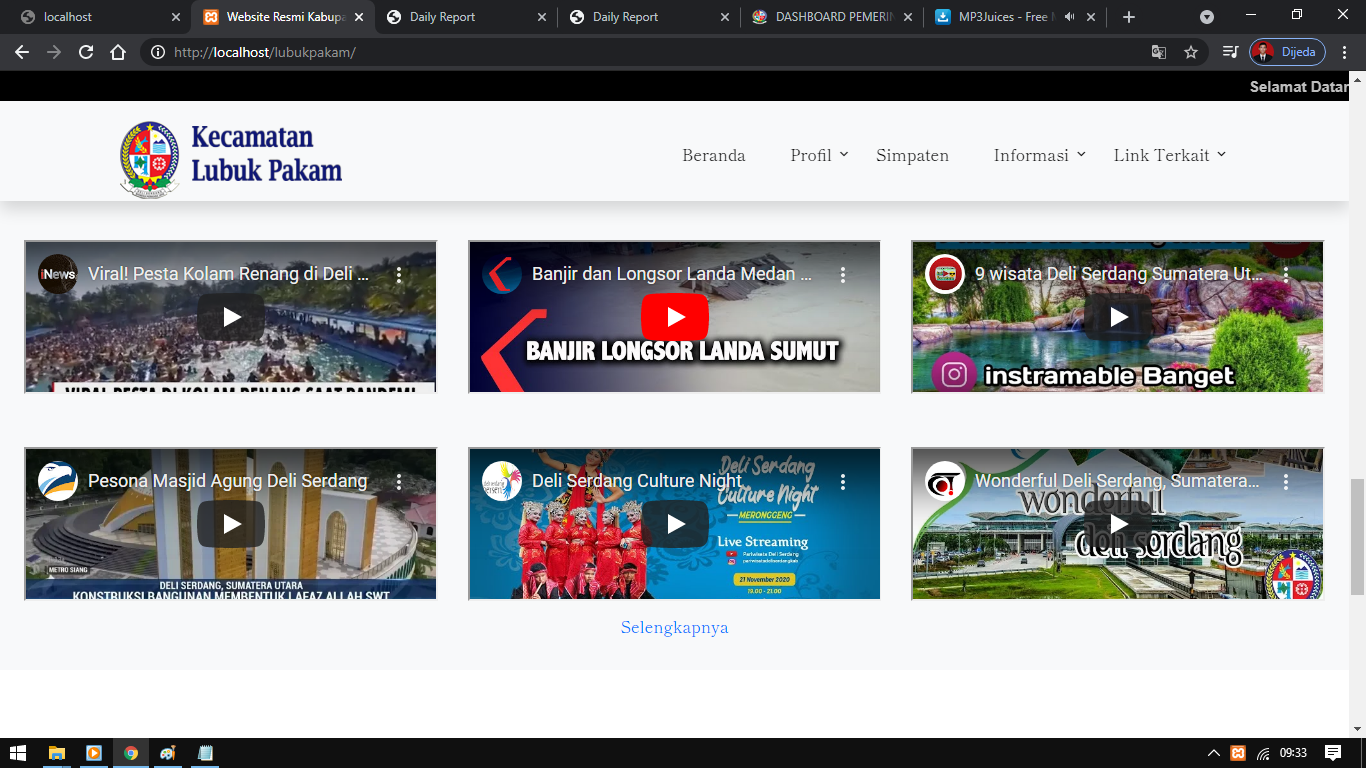 localhost
Website Resmi Kabupa
Daily Report
Daily Report
DASHBOARD PEMERIN
MP3Juices - Free M
http://localhost/lubukpakam/
Dijeda
Selamat Datan
Kecamatan
Lubuk Pakam
Beranda
Profil
Simpaten
Informasi
Link Terkait
iNews
Viral! Pesta Kolam Renang di Deli ...
VIRAL PESTA DI KOLAM RENANG SAAT PANDEMI
Banjir dan Longsor Landa Medan ...
BANJIR LONGSOR LANDA SUMUT
9 wisata Deli Serdang Sumatera Ut...
instramable Banget
Pesona Masjid Agung Deli Serdang
METRO SIANG
DELI SERDANG, SUMATERA UTARA
KONSTRUKSI BANGUNAN MEMBENTUK LAFAZ ALLAH SWT
Deli Serdang Culture Night
Deli Serdang
Culture Night
MERONGGENG
Live Streaming
Pariwisata Deli Serdang
pariwisatadeliserdangkab
21 November 2020
19.00 - 21.00
Wonderful Deli Serdang, Sumatera...
wonderful
deli serdang
Selengkapnya
09:33